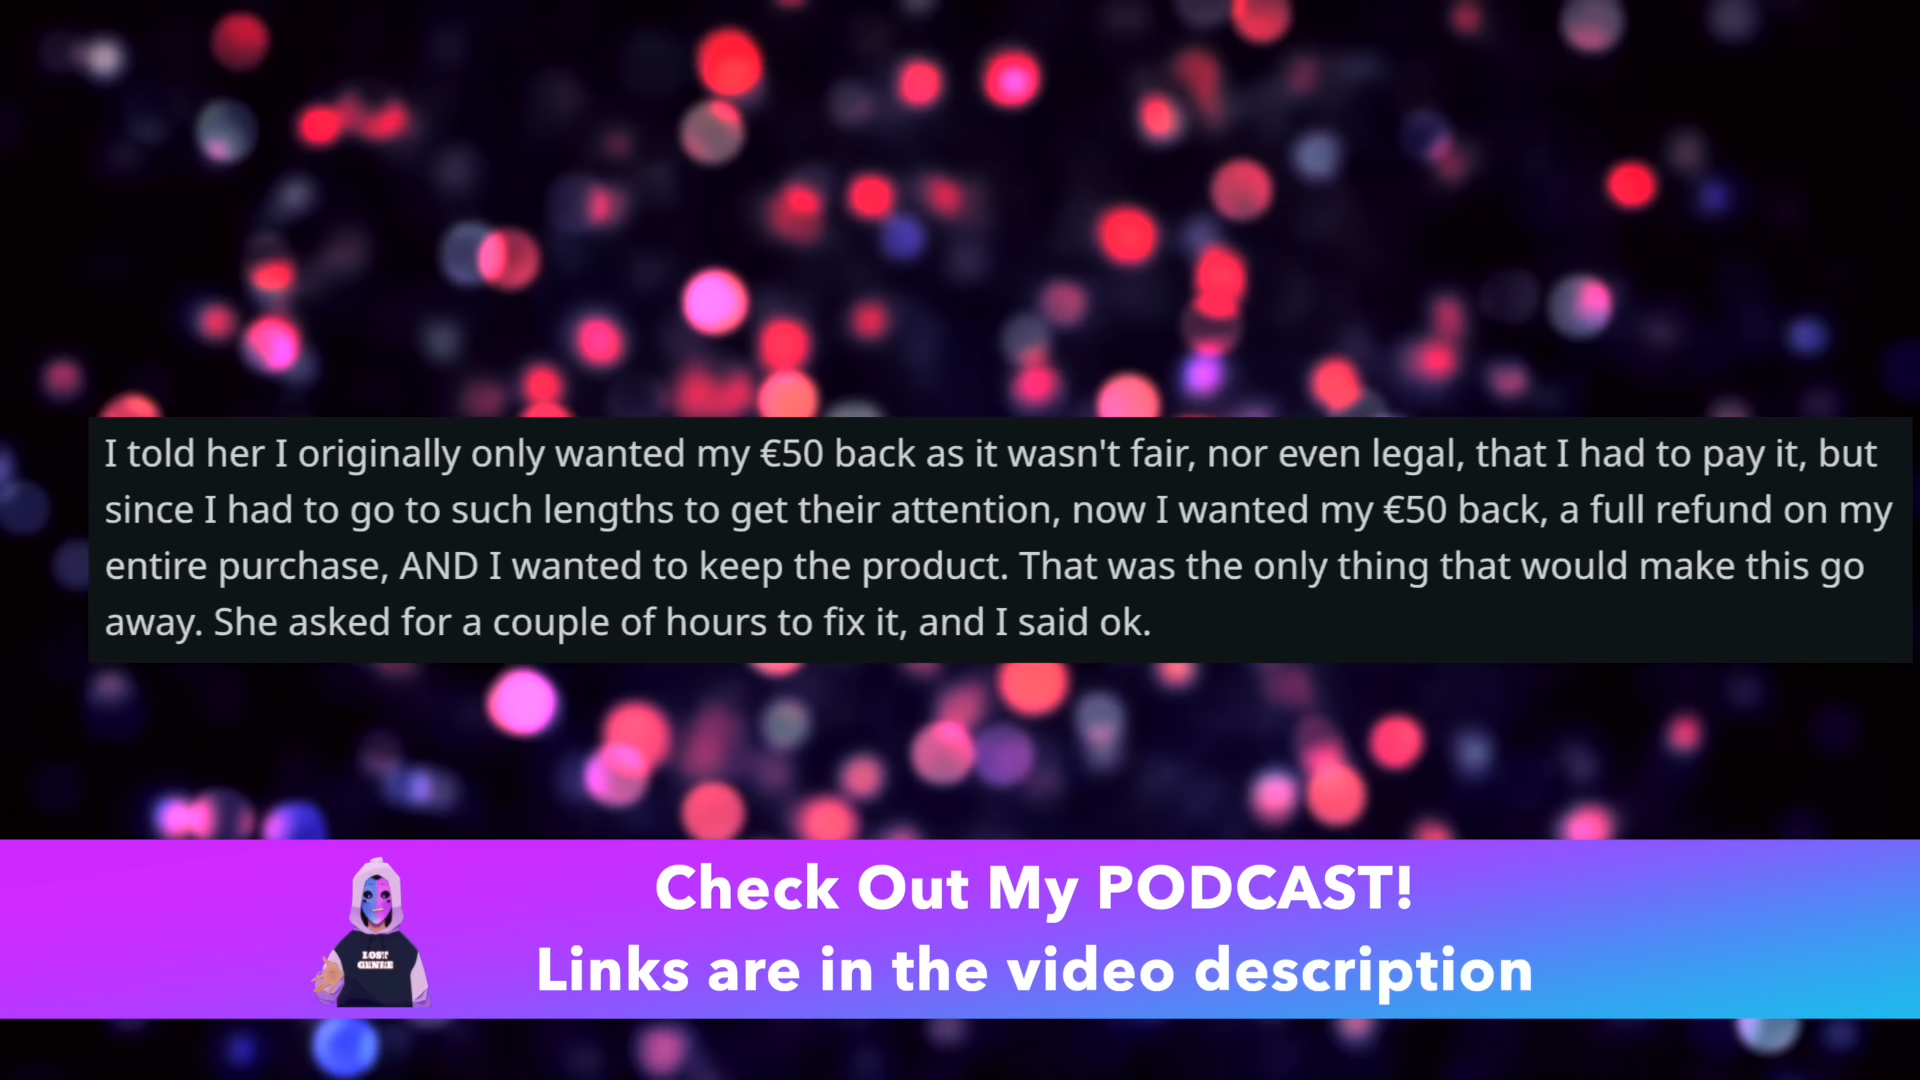 I told her I originally only wanted my €50 back as it wasn't fair, nor even legal, that I had to pay it, but
since I had to go to such lengths to get their attention, now I wanted my €50 back, a full refund on my
entire purchase, AND I wanted to keep the product. That was the only thing that would make this go
away. She asked for a couple of hours to fix it, and I said ok.
Check Out My PODCAST!
LOST
GENRE
Links are in the video description